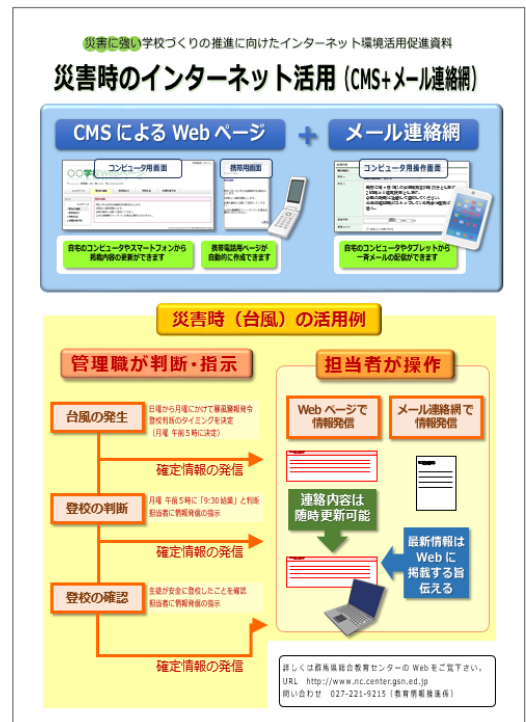 災害に強い学校づくりの推進に向けたインターネット環境活用促進資料
災害時のインターネット活用(CMS+メール連絡網)
CMS による Web ページ
+
メール連絡網
コンピュータ用画面
携帯用画面
コンピュータ用操作画面
自宅のコンピュータやスマートフォンから
掲載内容の更新ができます
携帯電話用ページが
自動的に作成できます
自宅のコンピュータやタブレットから
一斉メールの配信ができます
災害時(台風)の活用例
管理職が判断・指示
担当者が操作
台風の発生
日曜から月曜にかけて暴風警報発令
登校判断のタイミングを決定
(月曜 午前5時に決定)
Web ページで
情報発信
メール連絡網で
情報発信
確定情報の発信
登校の判断
月曜 午前5時に「9:30 始業」と判断
担当者に情報発信の指示
連絡内容は
随時更新可能
確定情報の発信
最新情報は
Web に
掲載する旨
伝える
登校の確認
生徒が安全に登校したことを確認
担当者に情報発信の指示
確定情報の発信
詳しくは群馬県総合教育センターの Web をご覧下さい。
URL http://www.nc.center.gsn.ed.jp
問い合わせ 027-221-9215(教育情報推進係)